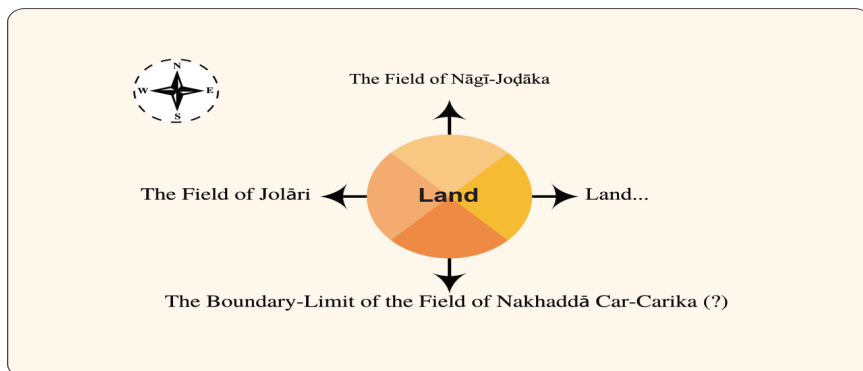 N
The Field of Nāgī-Joḍāka
W
E
S
The Field of Jolāri
Land
Land...
The Boundary-Limit of the Field of Nakhaddā Car-Carika (?)